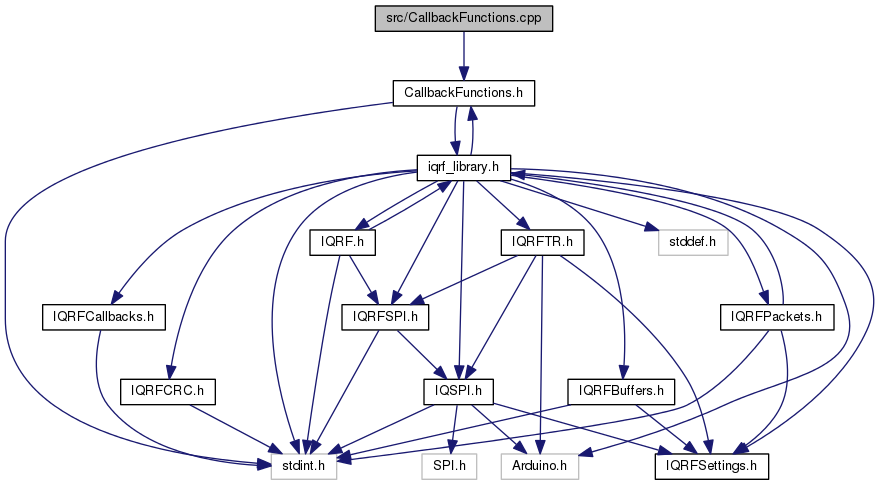 src/CallbackFunctions.cpp
CallbackFunctions.h
iqrf_library.h
IQRF.h
IQRFTR.h
stddef.h
IQRFCallbacks.h
IQRFSPI.h
IQRFPackets.h
IQRFCRC.h
IQSPI.h
IQRFBuffers.h
stdint.h
SPI.h
Arduino.h
IQRFSettings.h